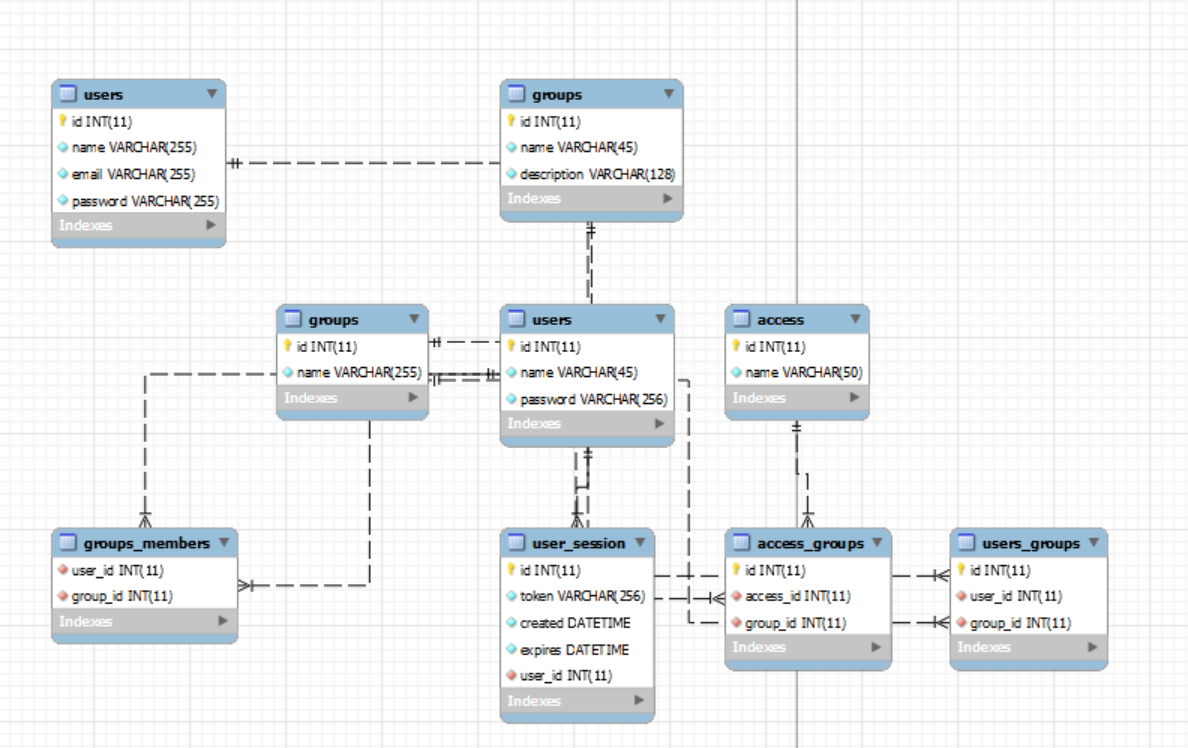 users
id INT(11)
name VARCHAR(255)
email VARCHAR(255)
password VARCHAR(255)
Indexes
groups
id INT(11)
name VARCHAR(45)
description VARCHAR(128)
Indexes
groups
id INT(11)
name VARCHAR(255)
Indexes
users
id INT(11)
name VARCHAR(45)
password VARCHAR(256)
Indexes
access
id INT(11)
name VARCHAR(50)
Indexes
groups_members
user_id INT(11)
group_id INT(11)
Indexes
user_session
id INT(11)
token VARCHAR(256)
created DATETIME
expires DATETIME
user_id INT(11)
Indexes
access_groups
id INT(11)
access_id INT(11)
group_id INT(11)
Indexes
users_groups
id INT(11)
user_id INT(11)
group_id INT(11)
Indexes